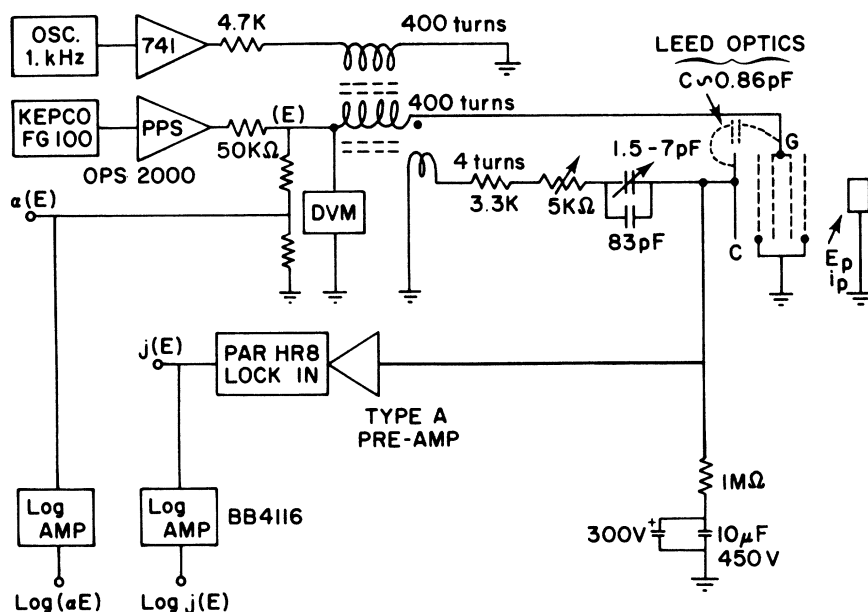 OSC.
1. kHz
741
4.7K
400 turns
LEED OPTICS
C∽0.86pF
KEPCO
FG 100
PPS
OPS 2000
50KΩ
(E)
400 turns
G
1.5-7pF
4 turns
3.3K
5KΩ
83pF
C
α(E)
DVM
Ep
ip
j(E)
PAR HR8
LOCK IN
TYPE A
PRE-AMP
1MΩ
Log
AMP
Log
AMP
BB4116
300V
+
10μF
450V
Log(αE)
Log j(E)